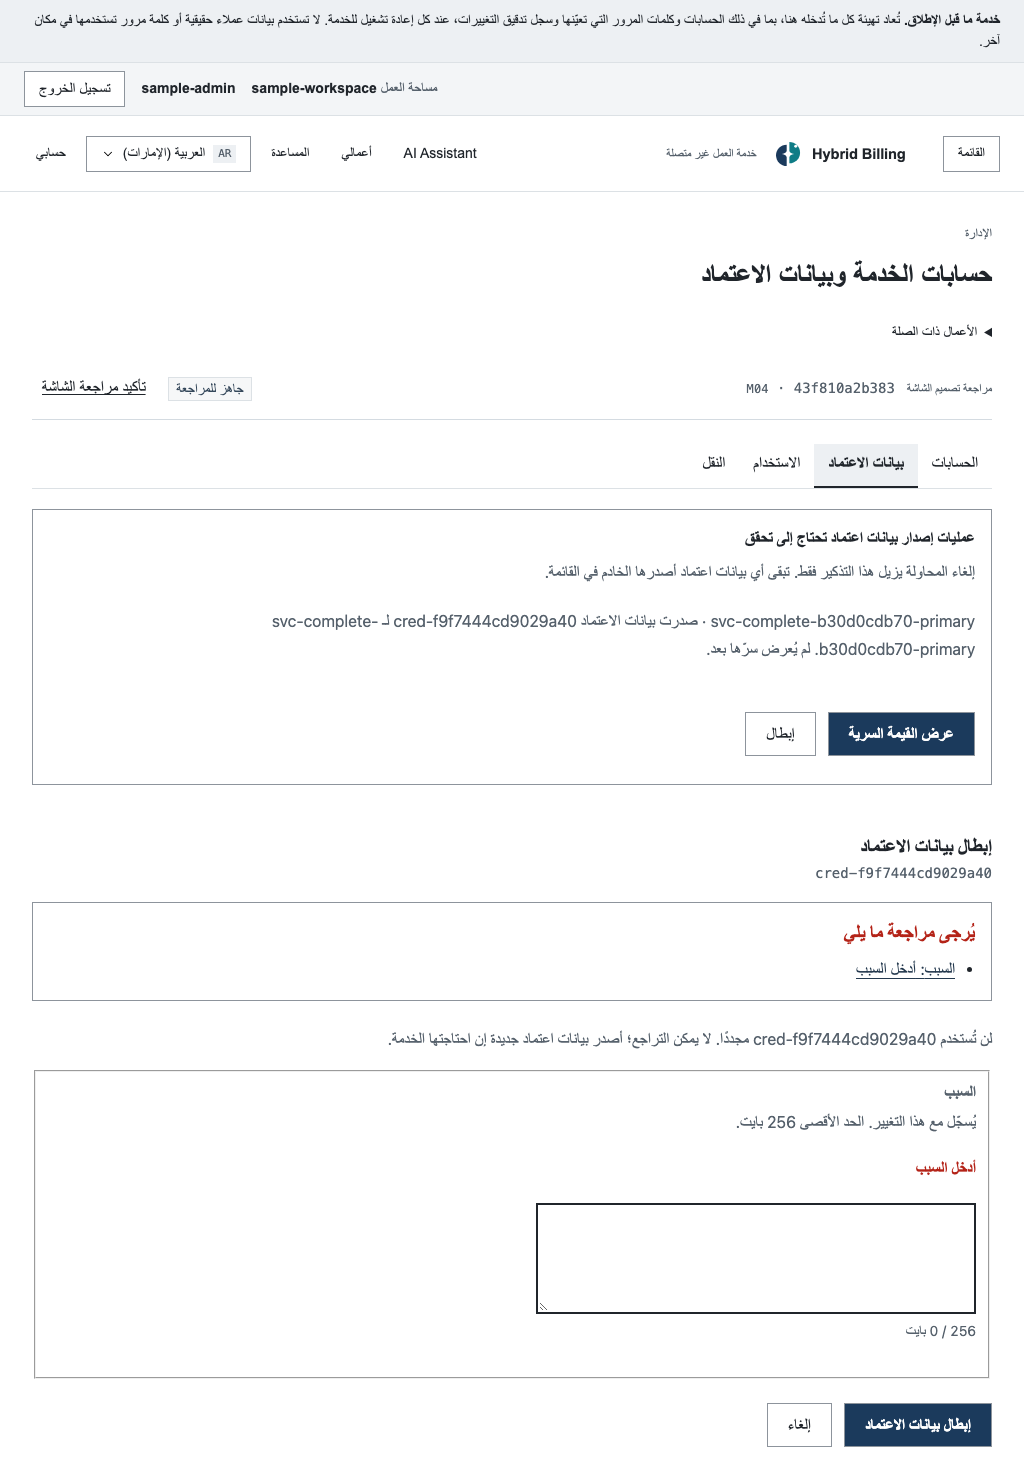 خدمة ما قبل الإطلاق. تُعاد تهيئة كل ما تُدخله هنا، بما في ذلك الحسابات وكلمات المرور التي تعيّنها وسجل تدقيق التغييرات، عند كل إعادة تشغيل للخدمة. لا تستخدم بيانات عملاء حقيقية أو كلمة مرور تستخدمها في مكان
آخر.
مساحة العمل sample-workspace sample-admin تسجيل الخروج
القائمة Hybrid Billing خدمة العمل غير متصلة AI Assistant أعمالي المساعدة AR العربية (الإمارات) حسابي
الإدارة
حسابات الخدمة وبيانات الاعتماد
الأعمال ذات الصلة
مراجعة تصميم الشاشة M04 · 43f810a2b383 جاهز للمراجعة تأكيد مراجعة الشاشة
الحسابات بيانات الاعتماد الاستخدام النقل
عمليات إصدار بيانات اعتماد تحتاج إلى تحقق
إلغاء المحاولة يزيل هذا التذكير فقط. تبقى أي بيانات اعتماد أصدرها الخادم في القائمة.
svc-complete-b30d0cdb70-primary · صدرت بيانات الاعتماد cred-f9f7444cd9029a40 لـ svc-complete-
b30d0cdb70-primary. لم يُعرض سرّها بعد.
عرض القيمة السرية إبطال
إبطال بيانات الاعتماد
cred-f9f7444cd9029a40
يُرجى مراجعة ما يلي
• السبب: أدخل السبب
لن تُستخدم cred-f9f7444cd9029a40 مجددًا. لا يمكن التراجع؛ أصدر بيانات اعتماد جديدة إن احتاجتها الخدمة.
السبب
يُسجّل مع هذا التغيير. الحد الأقصى 256 بايت.
أدخل السبب
256 / 0 بايت
إبطال بيانات الاعتماد إلغاء